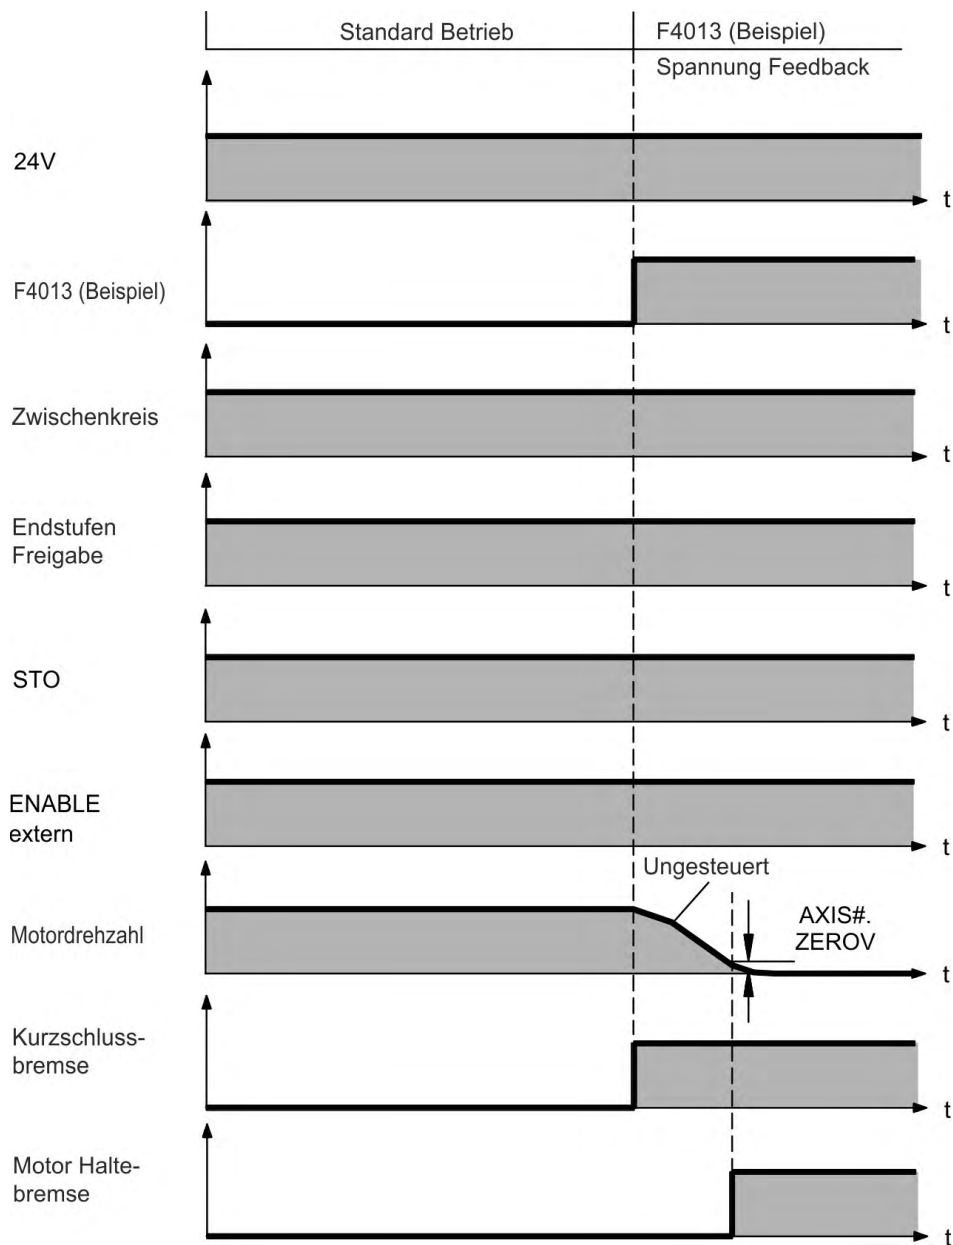 Standard Betrieb
F4013 (Beispiel)
Spannung Feedback
24V
t
F4013 (Beispiel)
t
Zwischenkreis
t
Endstufen
Freigabe
t
STO
t
ENABLE
extern
t
Ungesteuert
AXIS#.
ZEROV
Motordrehzahl
t
Kurzschluss-
bremse
t
Motor Halte-
bremse
t